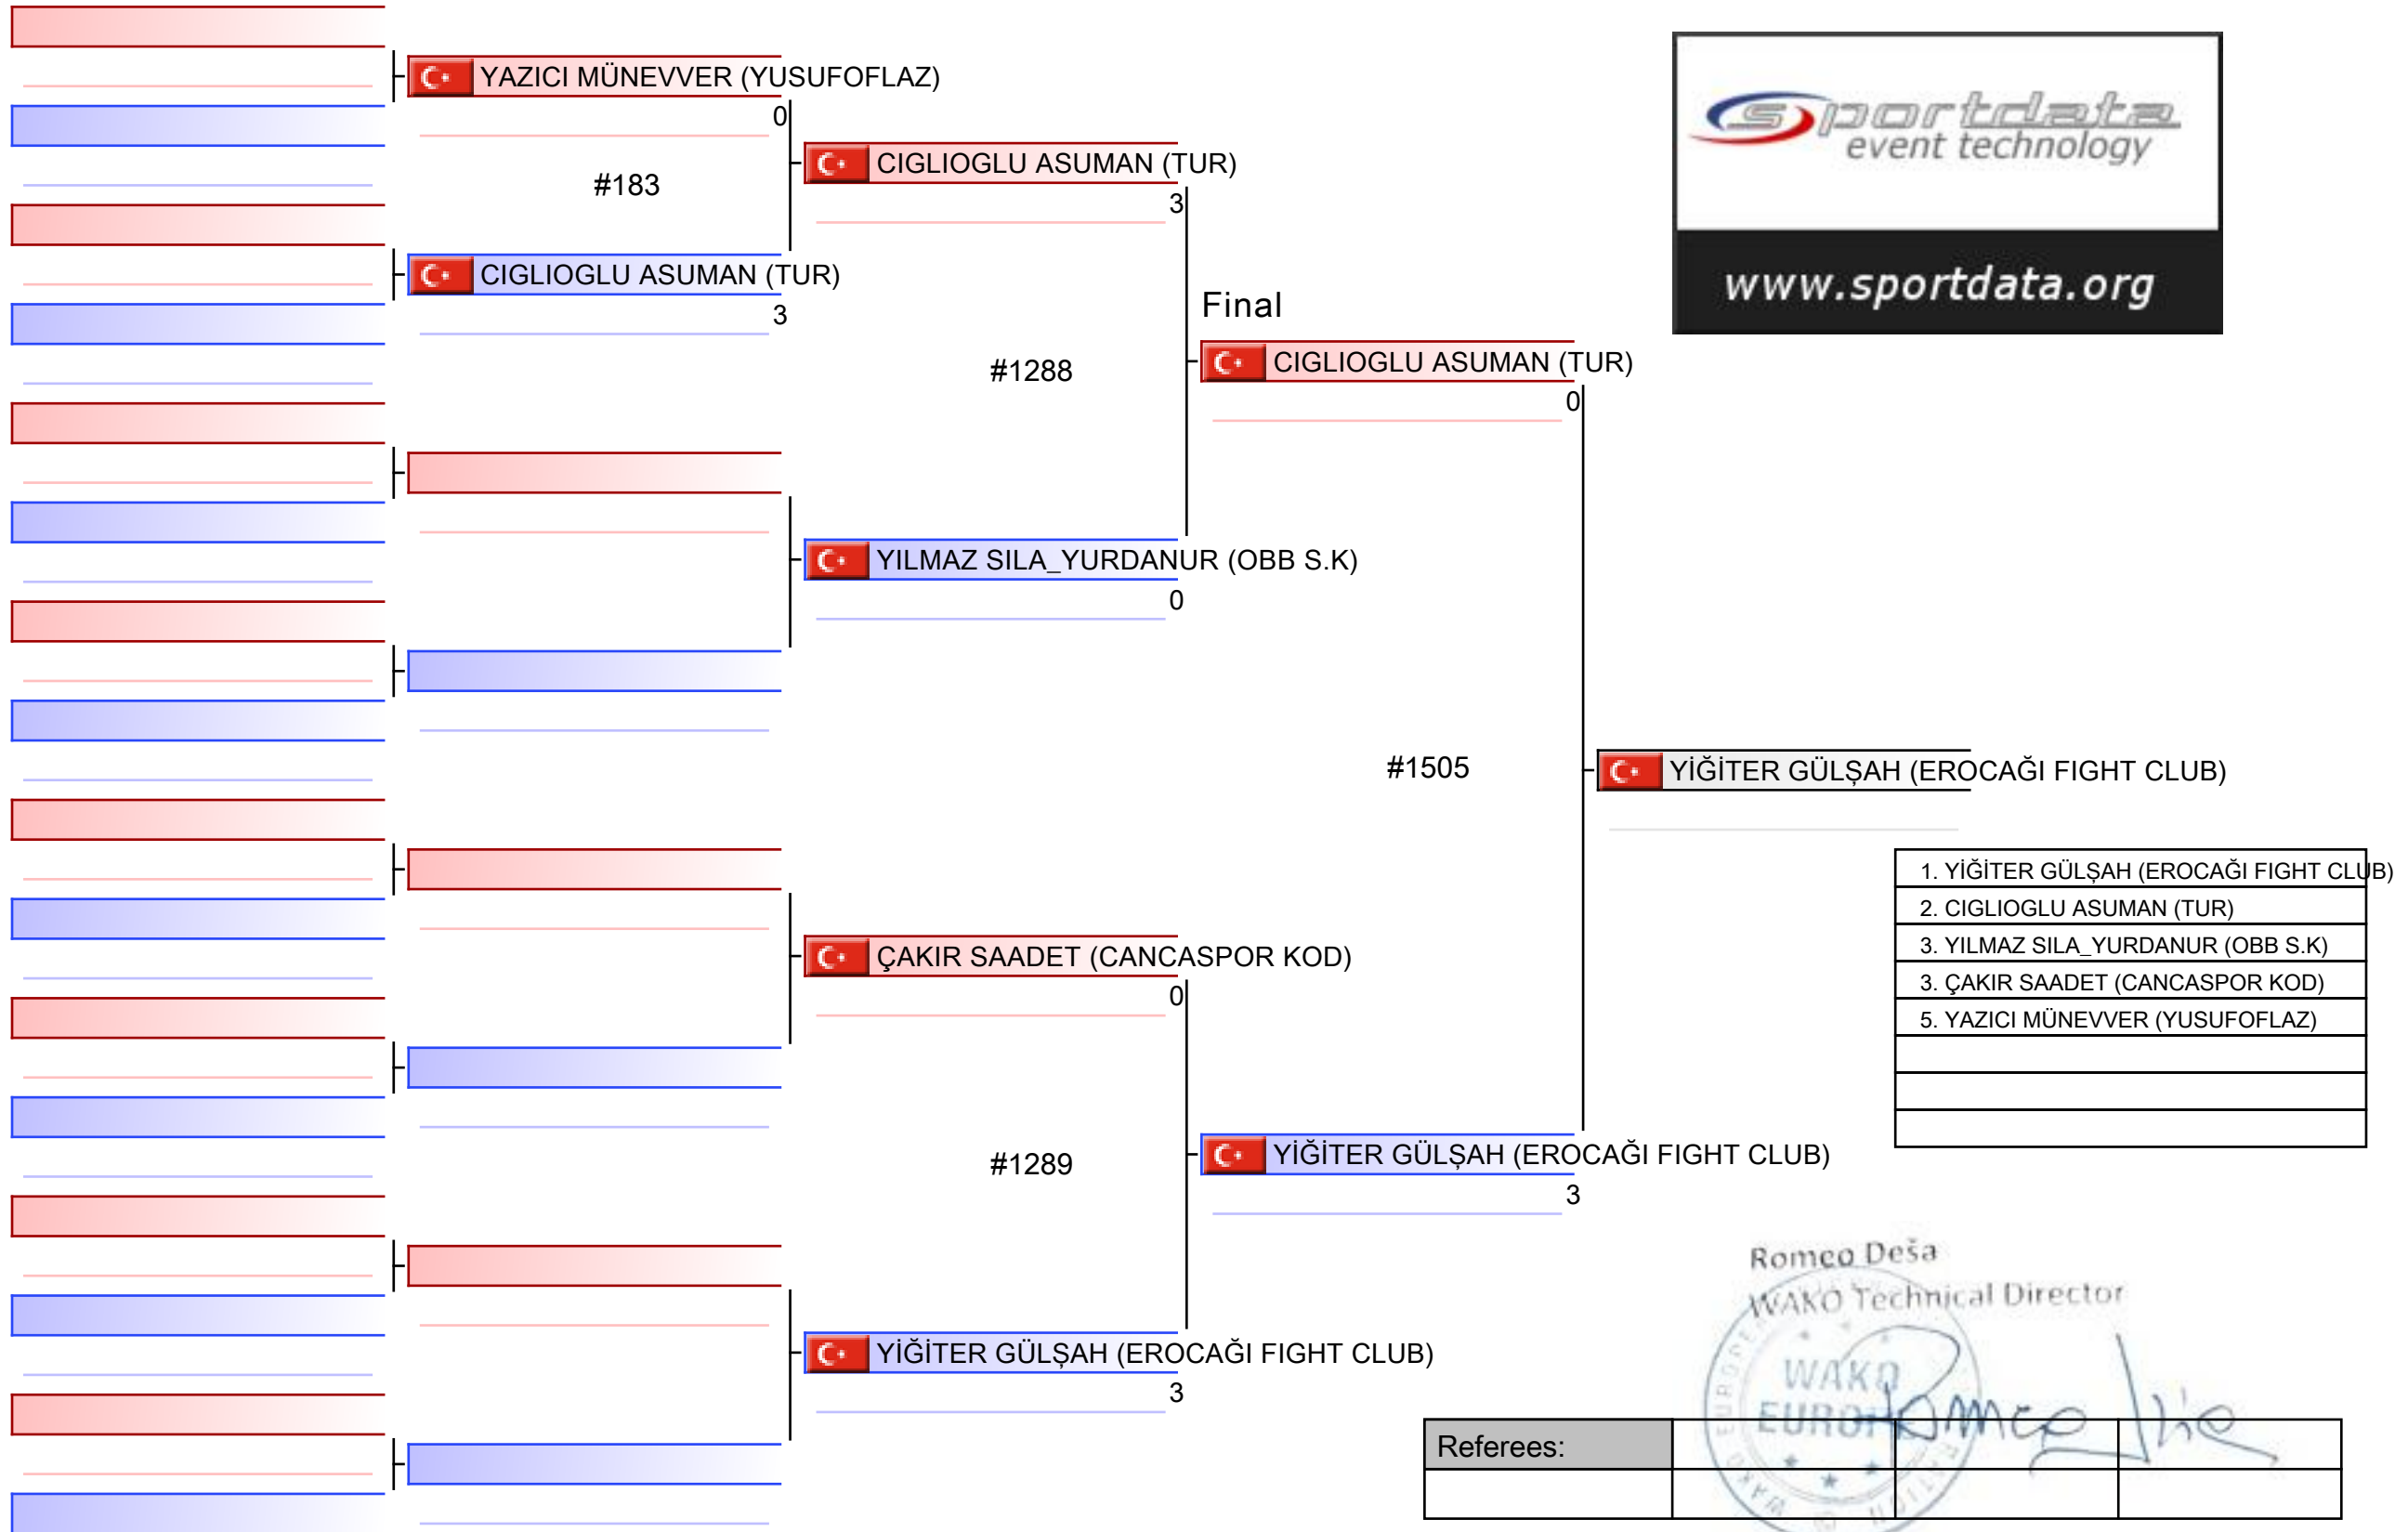 YAZICI MÜNEVVER (YUSUFOFLAZ)
0
#183
CIGLIOGLU ASUMAN (TUR)
3
CIGLIOGLU ASUMAN (TUR)
3
#1288
YILMAZ SILA_YURDANUR (OBB S.K)
0
ÇAKIR SAADET (CANCASPOR KOD)
0
#1289
YİĞİTER GÜLŞAH (EROCAĞI FIGHT CLUB)
3
Final
CIGLIOGLU ASUMAN (TUR)
0
#1505
YİĞİTER GÜLŞAH (EROCAĞI FIGHT CLUB)
3
YİĞİTER GÜLŞAH (EROCAĞI FIGHT CLUB)
sportdata
event technology
www.sportdata.org
1. YİĞİTER GÜLŞAH (EROCAĞI FIGHT CLUB)
2. CIGLIOGLU ASUMAN (TUR)
3. YILMAZ SILA_YURDANUR (OBB S.K)
3. ÇAKIR SAADET (CANCASPOR KOD)
5. YAZICI MÜNEVVER (YUSUFOFLAZ)
Romeo Deša
WAKO Technical Director
WAKO
EUROPE
Referees: